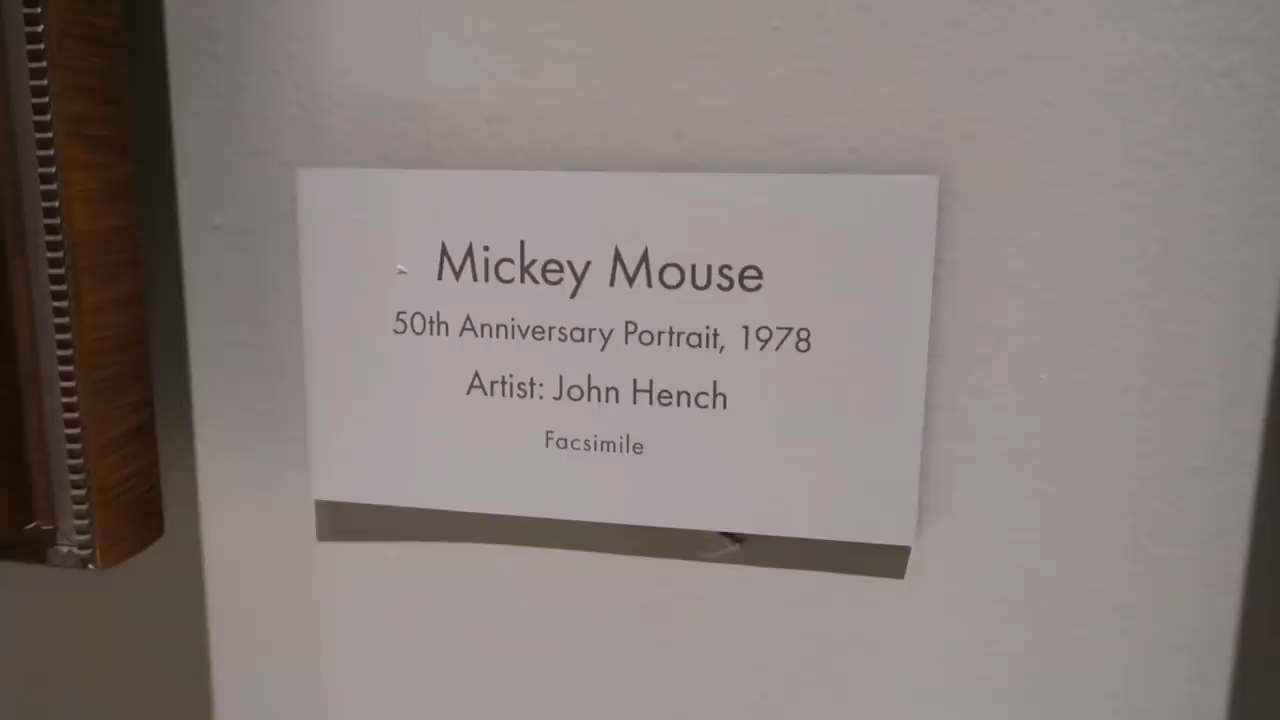 Mickey Mouse
50th Anniversary Portrait, 1978
Artist: John Hench
Facsimile